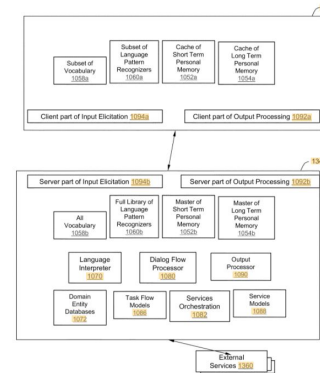 Subset of
Vocabulary
1058a
Subset of
Language
Pattern
Recognizers
1060a
Cache of
Short Term
Personal
Memory
1052a
Cache of
Long Term
Personal
Memory
1054a
Client part of Input Elicitation 1094a
Client part of Output Processing 1092a
Server part of Input Elicitation 1094b
Server part of Output Processing 1092b
All
Vocabulary
1058b
Full Library of
Language
Pattern
Recognizers
1060b
Master of
Short Term
Personal
Memory
1052b
Master of
Long Term
Personal
Memory
1054b
Language
Interpreter
1070
Dialog Flow
Processor
1080
Output
Processor
1090
Domain
Entity
Databases
1072
Task Flow
Models
1086
Services
Orchestration
1082
Service
Models
1088
External
Services 1360